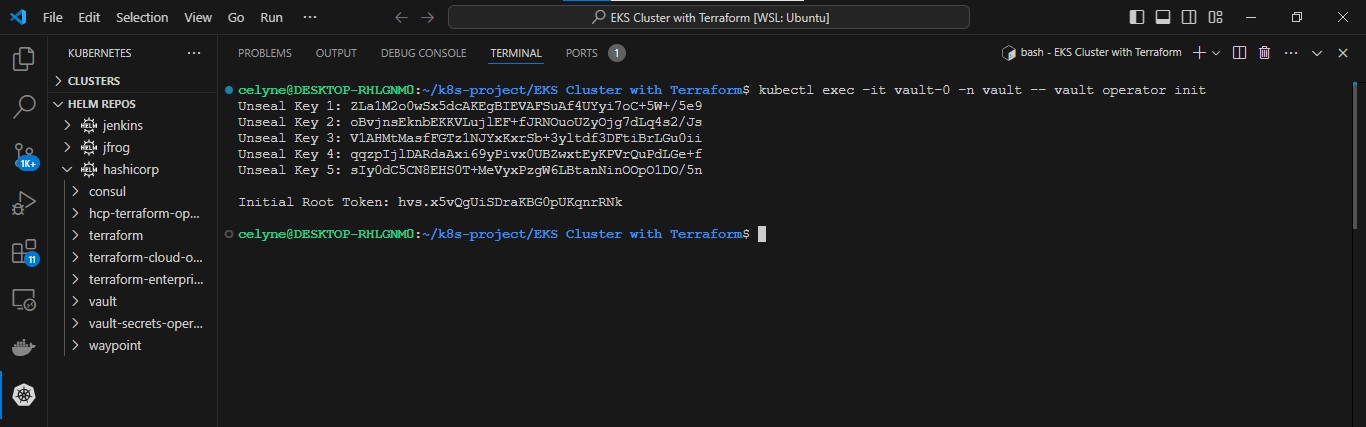 File Edit Selection View Go Run ··· EKS Cluster with Terraform [WSL: Ubuntu]
KUBERNETES ··· PROBLEMS OUTPUT DEBUG CONSOLE TERMINAL PORTS 1 bash - EKS Cluster with Terraform
CLUSTERS
HELM REPOS
HELM jenkins
HELM jfrog
HELM hashicorp
consul
hcp-terraform-op...
terraform
terraform-cloud-o...
terraform-enterpri...
vault
vault-secrets-oper...
waypoint
1K+
11
celyne@DESKTOP-RHLGNM0:~/k8s-project/EKS Cluster with Terraform$ kubectl exec -it vault-0 -n vault -- vault operator init
Unseal Key 1: ZLa1M2o0wSx5dcAKEgBIEVAFSuAf4UYyi7oC+5W+/5e9
Unseal Key 2: oBvjnsEknbEKKVLujlEF+fJRNOuoUZyOjg7dLq4s2/Js
Unseal Key 3: VlAHMtMasfFGTz1NJYxKxrSb+3yltdf3DFtiBrLGu0ii
Unseal Key 4: qqzpIjlDARdaAxi69yPivx0UBZwxtEyKPVrQuPdLGe+f
Unseal Key 5: sIy0dC5CN8EHS0T+MeVyxPzgW6LBtanNinOOpO1DO/5n
Initial Root Token: hvs.x5vQgUiSDraKBG0pUKqnrRNk
celyne@DESKTOP-RHLGNM0:~/k8s-project/EKS Cluster with Terraform$